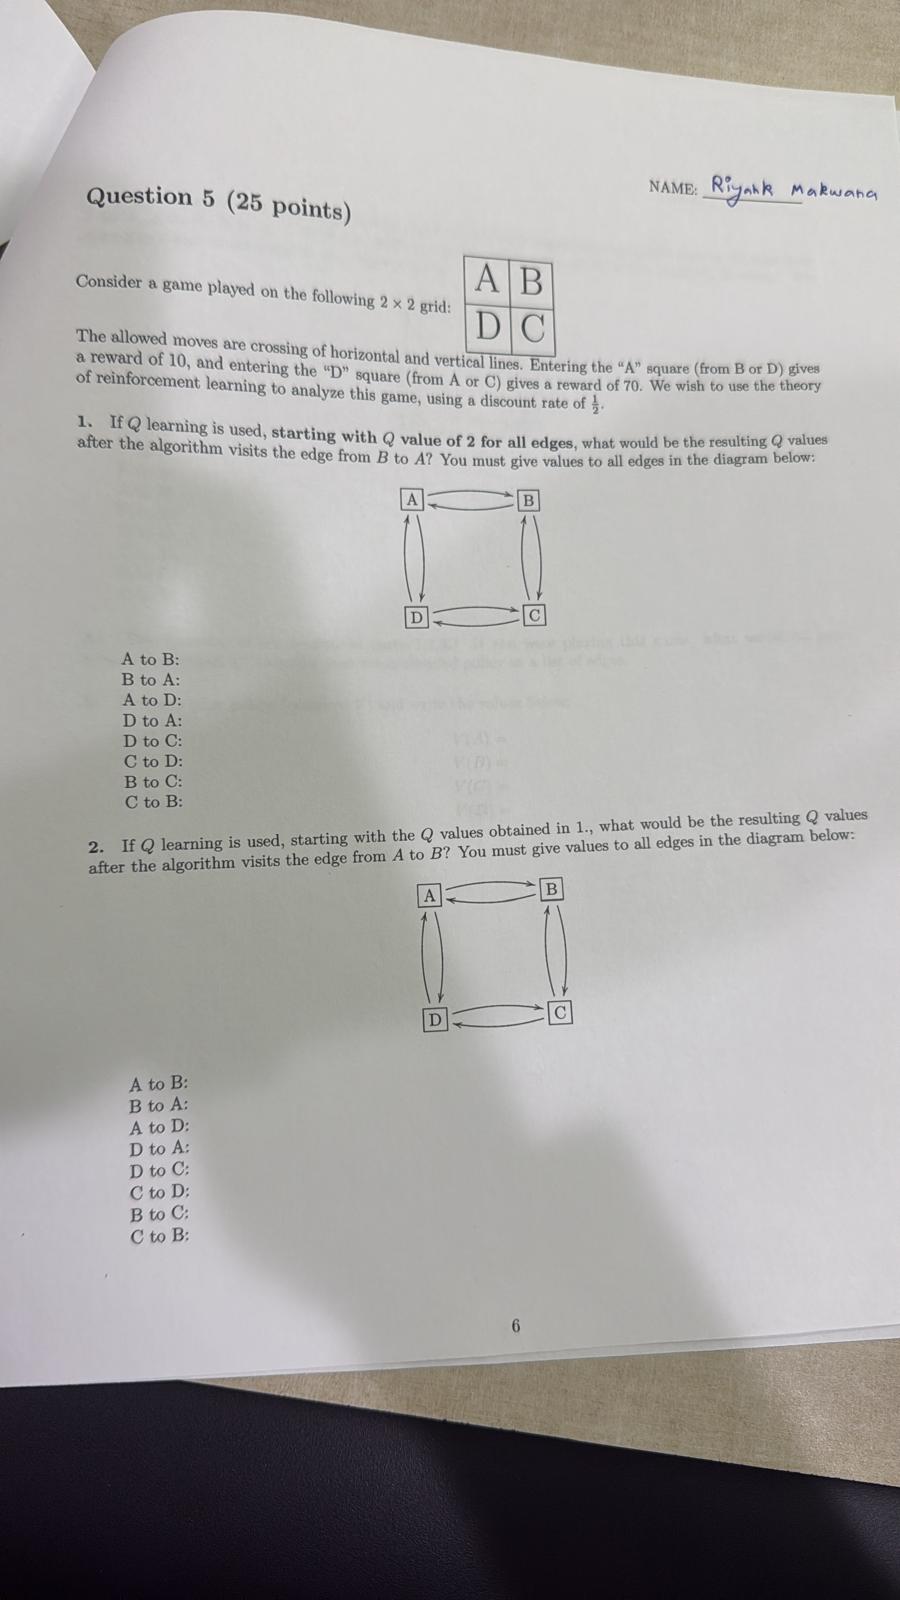 NAME: Riyank Makwana
Question 5 (25 points)
Consider a game played on the following 2 × 2 grid:
A B
D C
The allowed moves are crossing of horizontal and vertical lines. Entering the “A” square (from B or D) gives
a reward of 10, and entering the “D” square (from A or C) gives a reward of 70. We wish to use the theory
of reinforcement learning to analyze this game, using a discount rate of 1/2.
1. If Q learning is used, starting with Q value of 2 for all edges, what would be the resulting Q values
after the algorithm visits the edge from B to A? You must give values to all edges in the diagram below:
A B
D C
A to B:
B to A:
A to D:
D to A:
D to C:
C to D:
B to C:
C to B:
V(A) =
V(B) =
V(C) =
2. If Q learning is used, starting with the Q values obtained in 1., what would be the resulting Q values
after the algorithm visits the edge from A to B? You must give values to all edges in the diagram below:
A B
D C
A to B:
B to A:
A to D:
D to A:
D to C:
C to D:
B to C:
C to B:
6